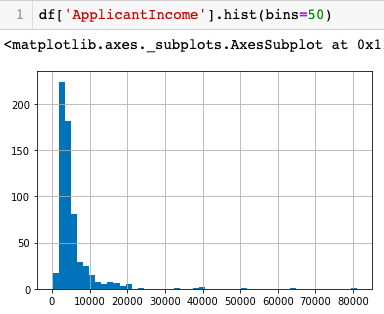 1 df['ApplicantIncome'].hist(bins=50)
<matplotlib.axes._subplots.AxesSubplot at 0x1
200
150
100
50
0
0 10000 20000 30000 40000 50000 60000 70000 80000